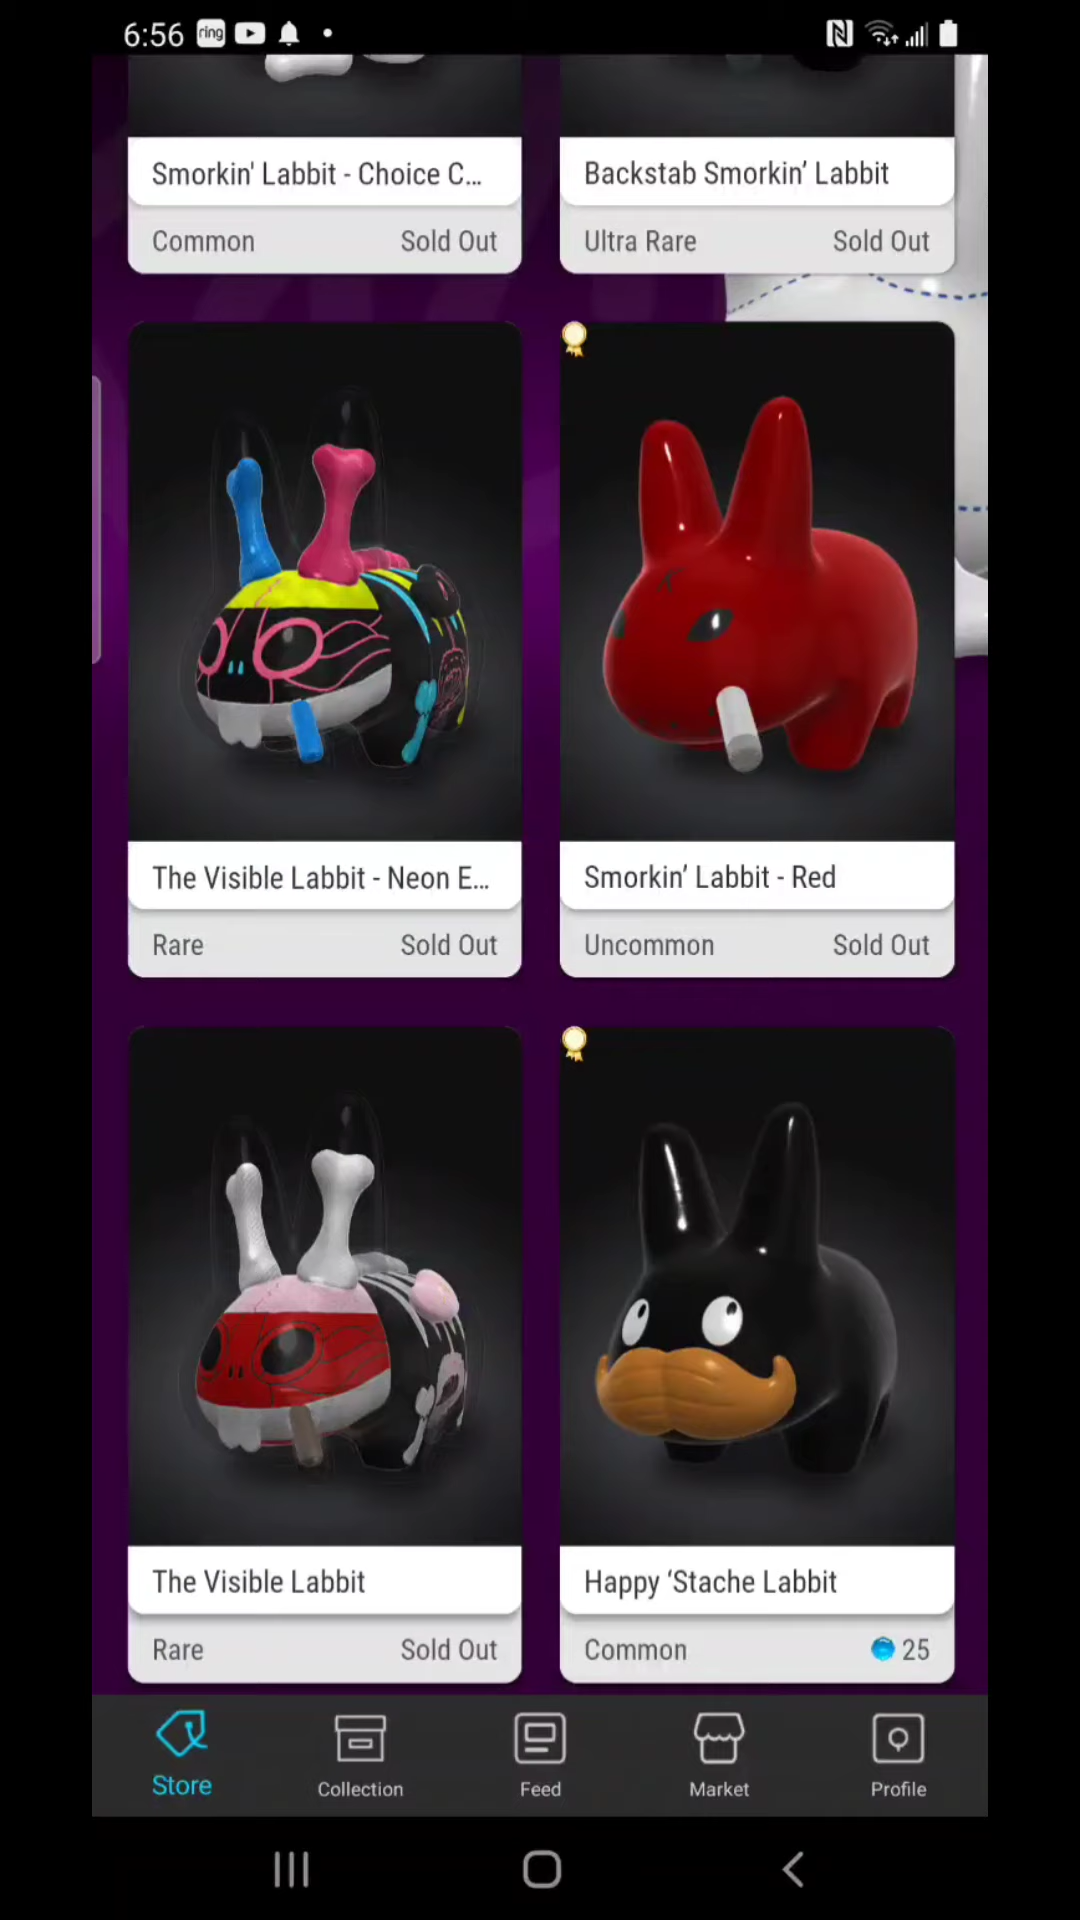 6:56 ring
Smorkin' Labbit - Choice C...
Common Sold Out
Backstab Smorkin’ Labbit
Ultra Rare Sold Out
The Visible Labbit - Neon E...
Rare Sold Out
Smorkin’ Labbit - Red
Uncommon Sold Out
The Visible Labbit
Rare Sold Out
Happy ‘Stache Labbit
Common 25
Store Collection Feed Market Profile